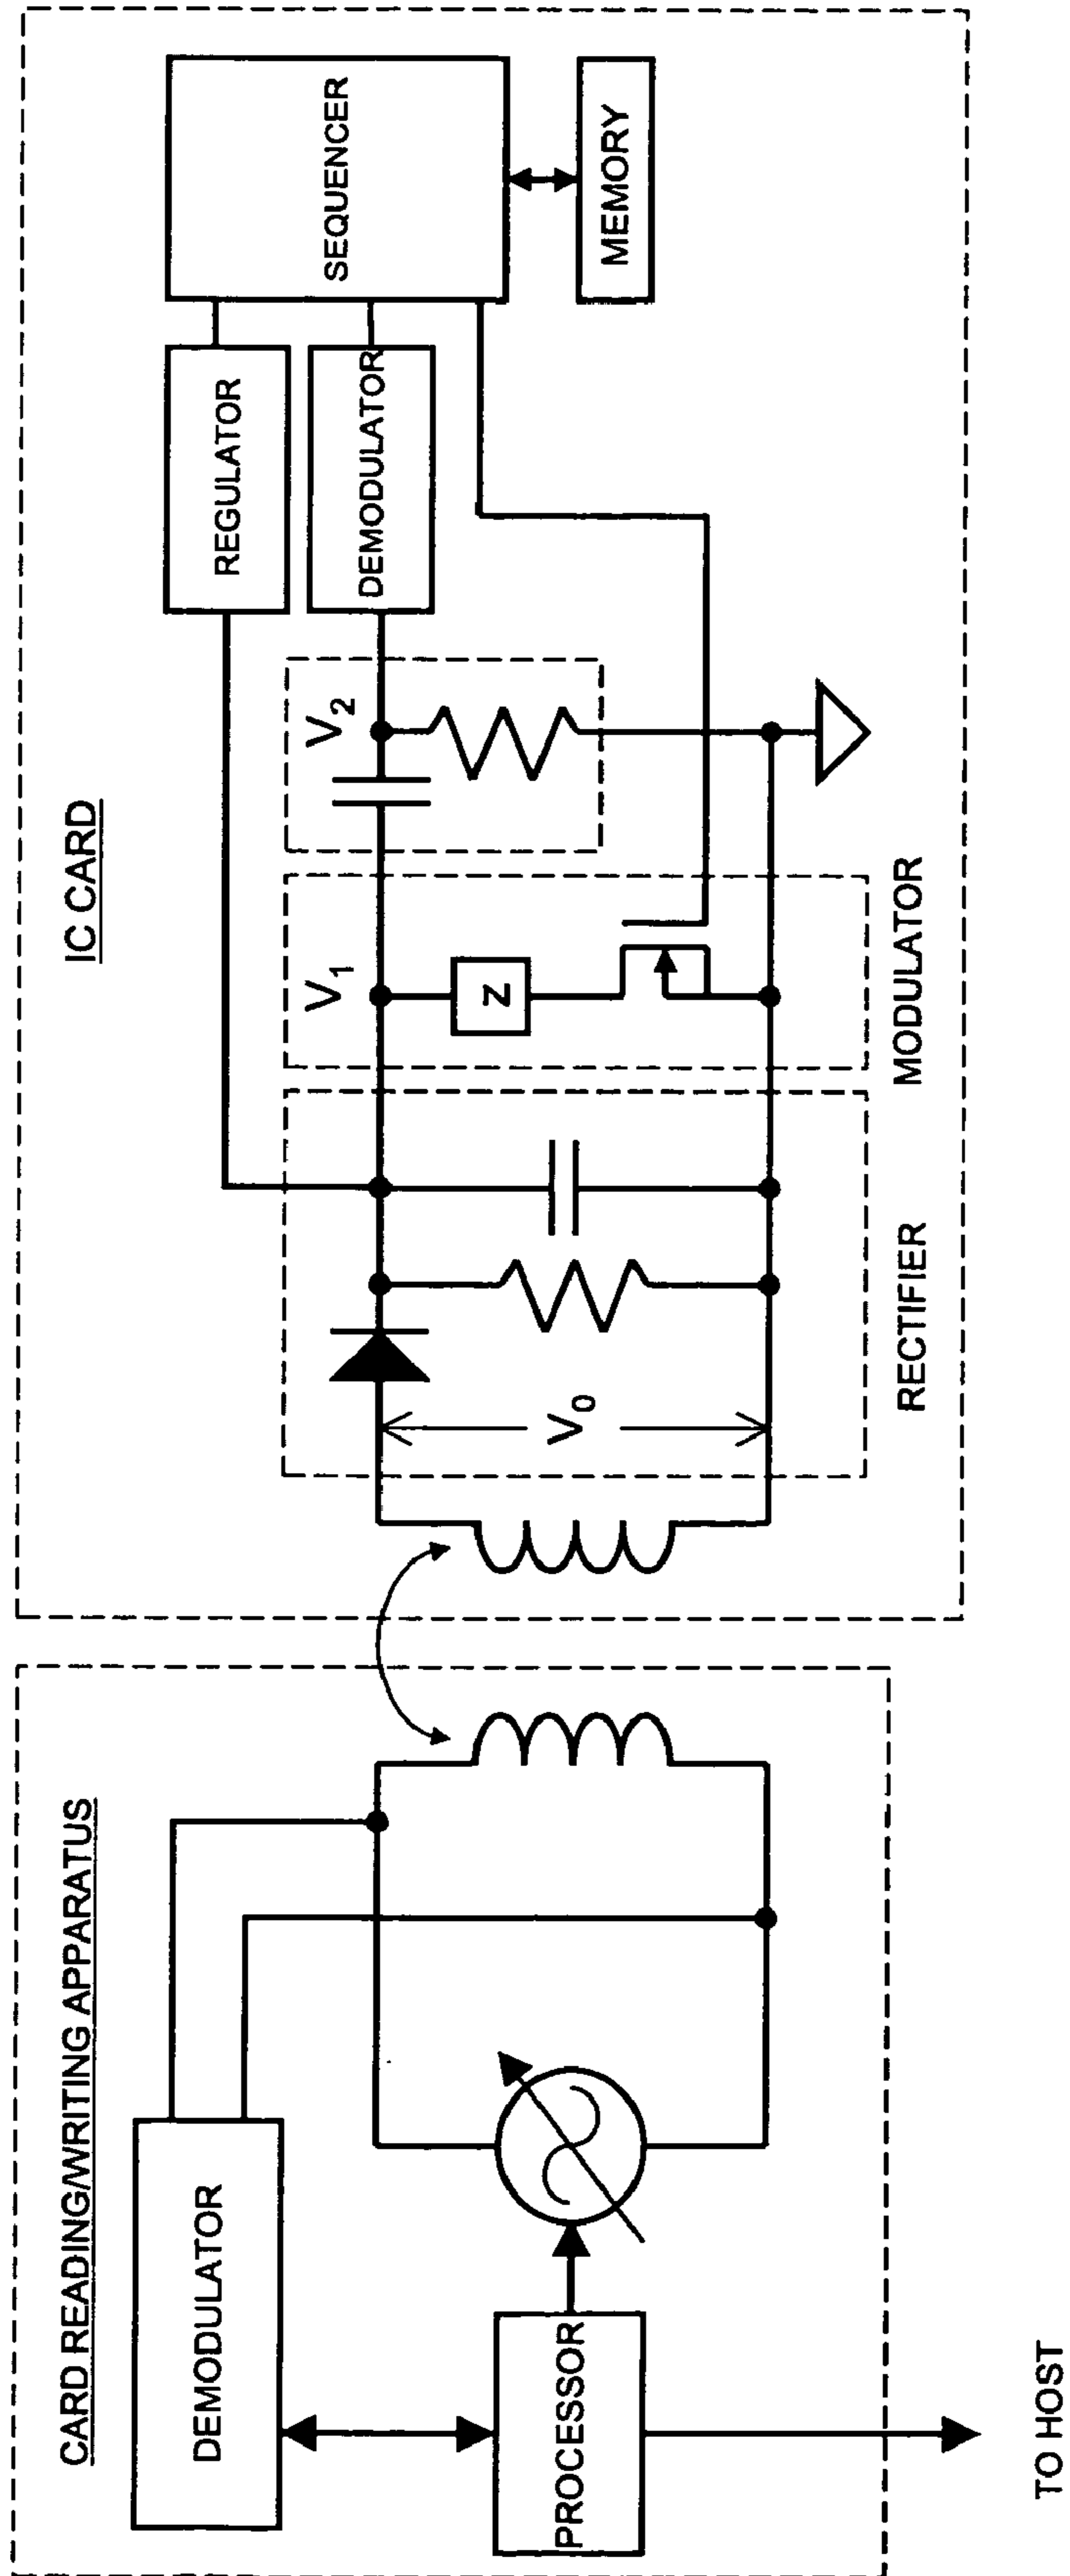 CARD READING/WRITING APPARATUS
DEMODULATOR
PROCESSOR
TO HOST
IC CARD
V0
RECTIFIER
V1
Z
MODULATOR
V2
REGULATOR
DEMODULATOR
SEQUENCER
MEMORY